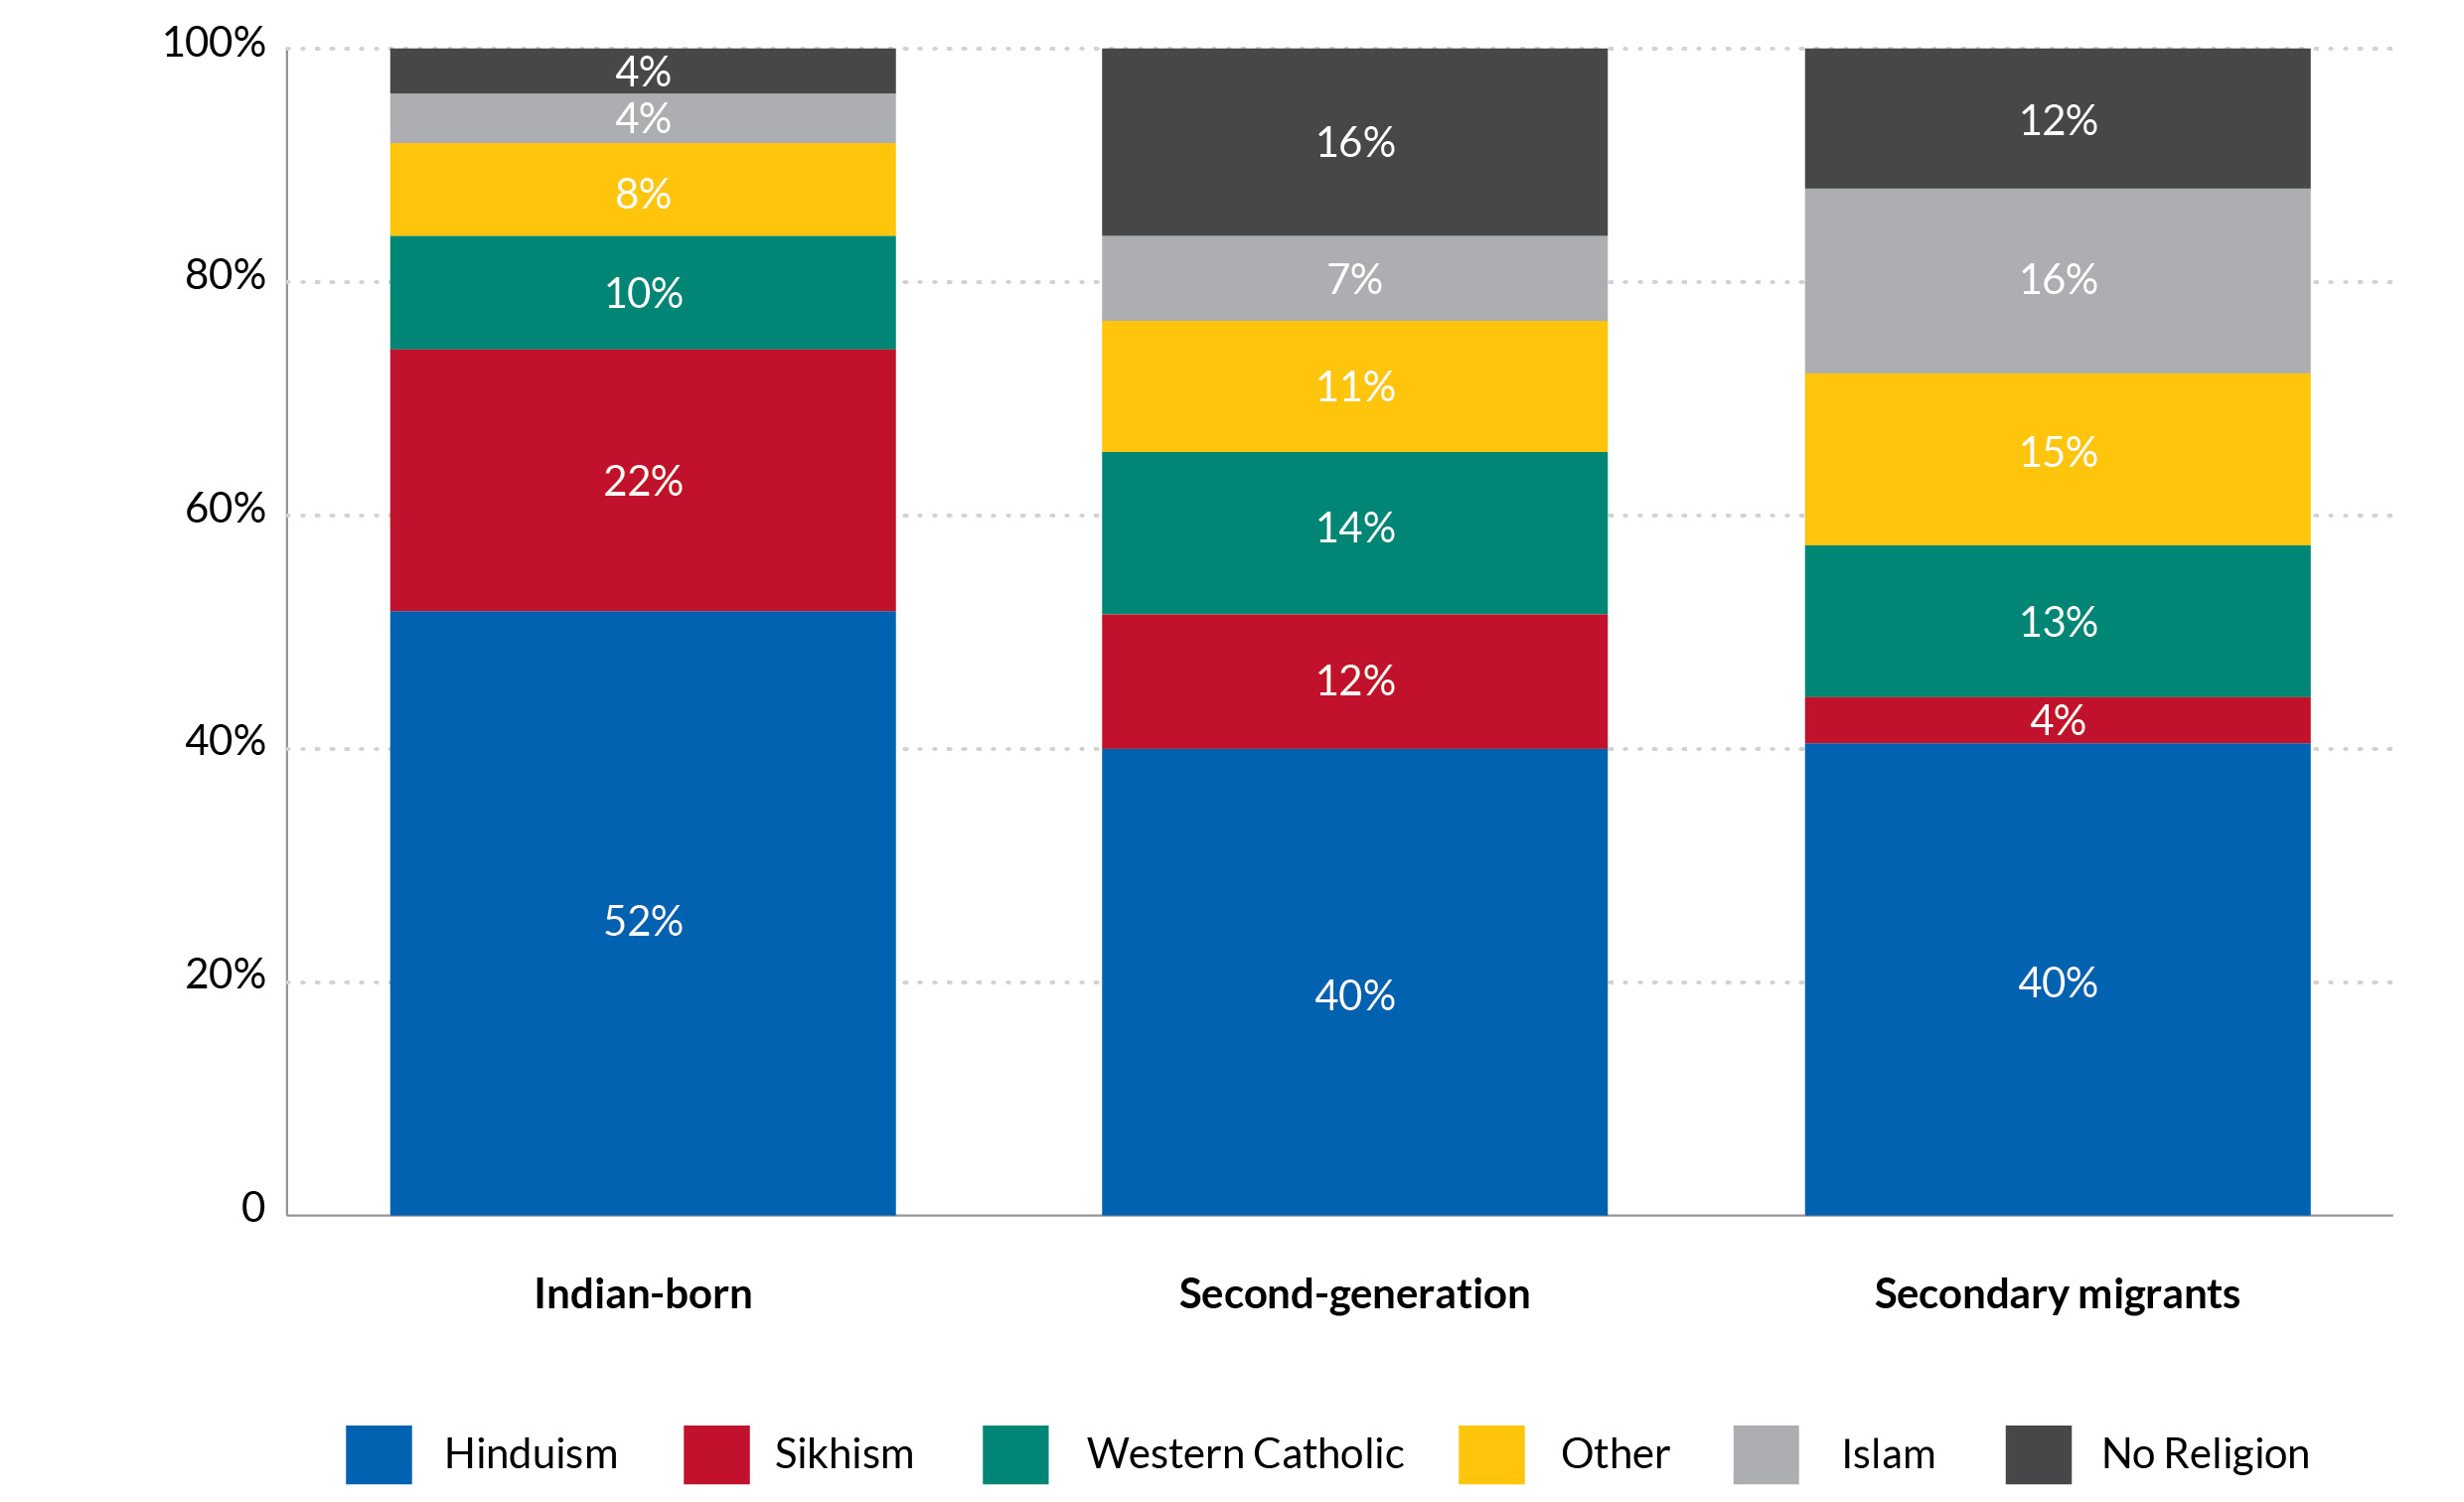 100%
80%
60%
40%
20%
0
4%
4%
8%
10%
22%
52%
16%
7%
11%
14%
12%
40%
12%
16%
15%
13%
4%
40%
Indian-born
Second-generation
Secondary migrants
Hinduism
Sikhism
Western Catholic
Other
Islam
No Religion